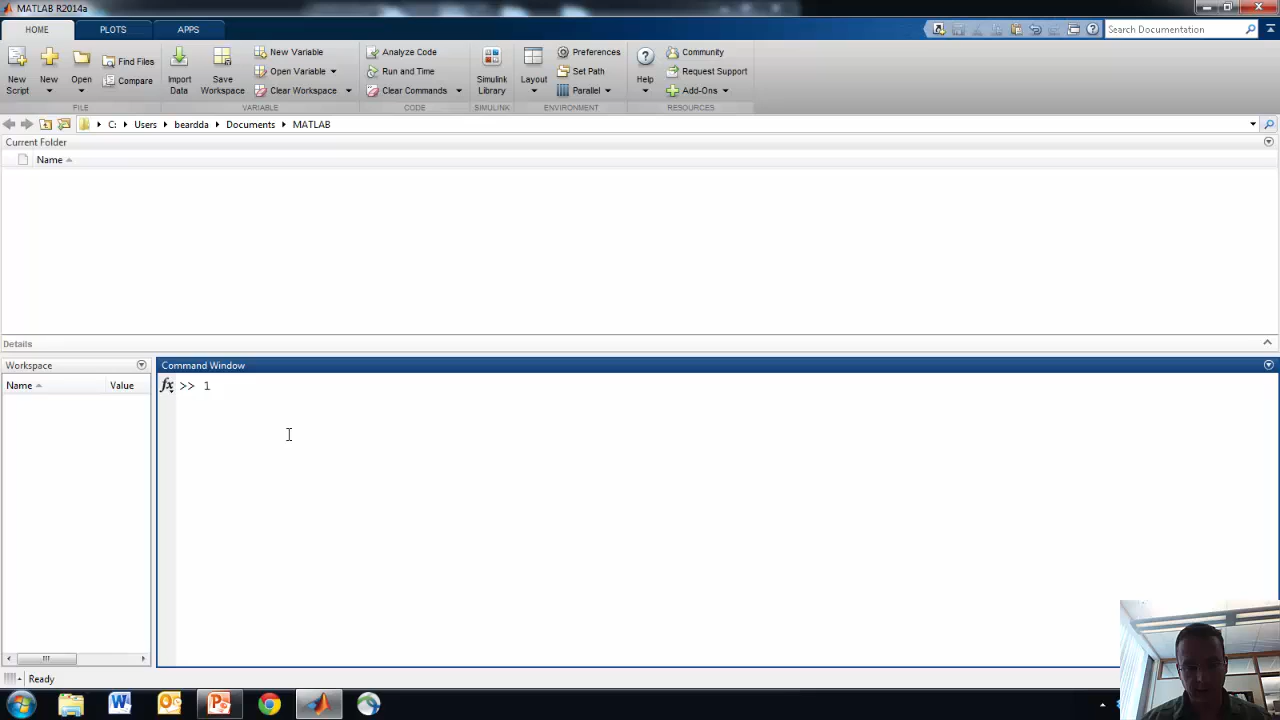 MATLAB R2014a
HOME
PLOTS
APPS
Search Documentation
New Script
New
Open
Find Files
Compare
FILE
Import Data
Save Workspace
New Variable
Open Variable
Clear Workspace
VARIABLE
Analyze Code
Run and Time
Clear Commands
CODE
Simulink Library
SIMULINK
Layout
Preferences
Set Path
Parallel
ENVIRONMENT
Help
Community
Request Support
Add-Ons
RESOURCES
C: Users beardda Documents MATLAB
Current Folder
Name
Details
Workspace
Name Value
Command Window
fx >> 1
Ready